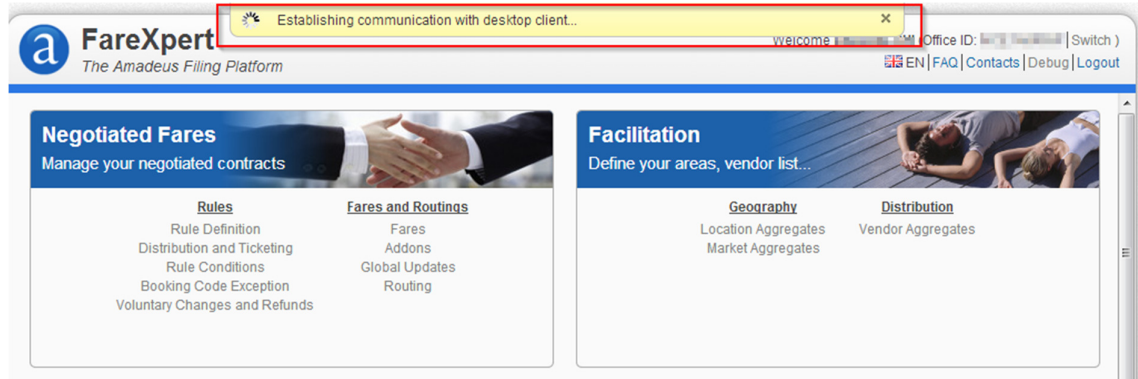 Establishing communication with desktop client... ×
a FareXpert
The Amadeus Filing Platform
Welcome (Office ID: | Switch )
EN | FAQ | Contacts | Debug | Logout
Negotiated Fares
Manage your negotiated contracts
Rules
Rule Definition
Distribution and Ticketing
Rule Conditions
Booking Code Exception
Voluntary Changes and Refunds
Fares and Routings
Fares
Addons
Global Updates
Routing
Facilitation
Define your areas, vendor list...
Geography
Location Aggregates
Market Aggregates
Distribution
Vendor Aggregates